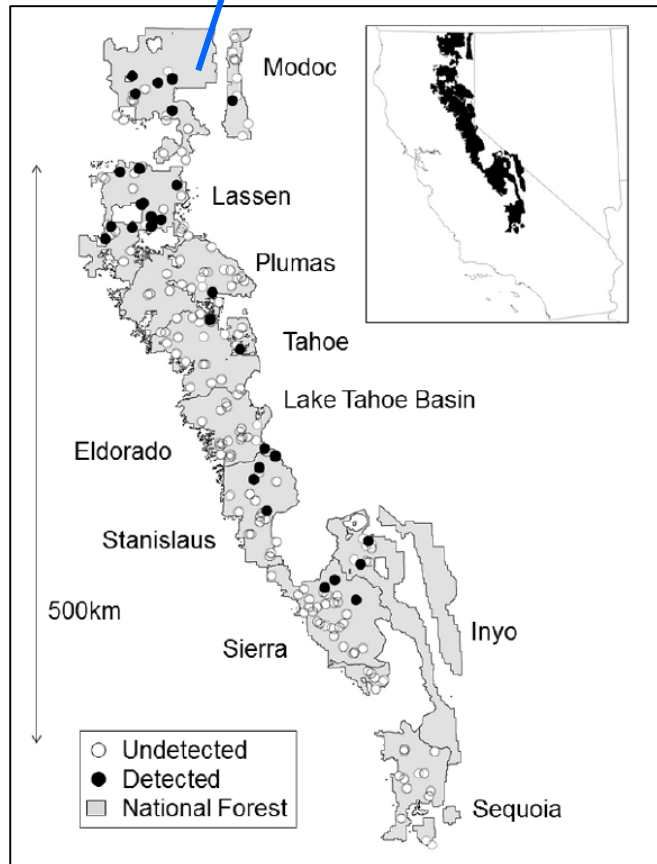 Modoc
Lassen
Plumas
Tahoe
Lake Tahoe Basin
Eldorado
Stanislaus
500km
Inyo
Sierra
Undetected
Detected
National Forest
Sequoia